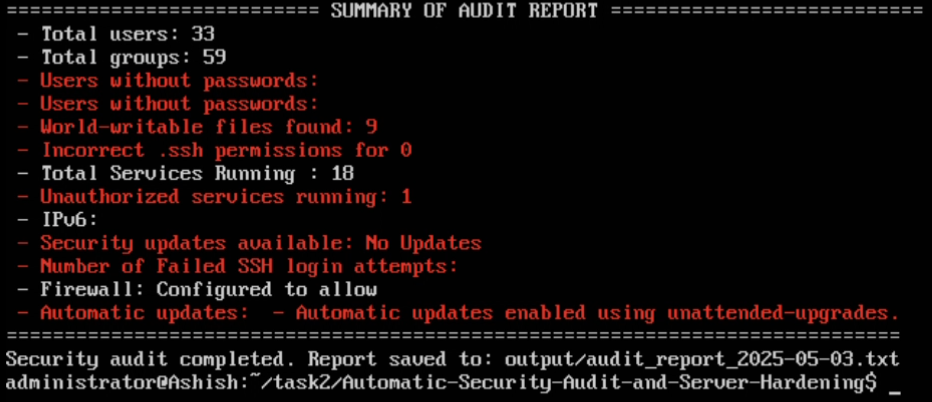 =========================== SUMMARY OF AUDIT REPORT ===========================
- Total users: 33
- Total groups: 59
- Users without passwords:
- Users without passwords:
- World-writable files found: 9
- Incorrect .ssh permissions for 0
- Total Services Running : 18
- Unauthorized services running: 1
- IPv6:
- Security updates available: No Updates
- Number of Failed SSH login attempts:
- Firewall: Configured to allow
- Automatic updates:  - Automatic updates enabled using unattended-upgrades.
=============================================================================
Security audit completed. Report saved to: output/audit_report_2025-05-03.txt
administrator@Ashish:~/task2/Automatic-Security-Audit-and-Server-Hardening$ _